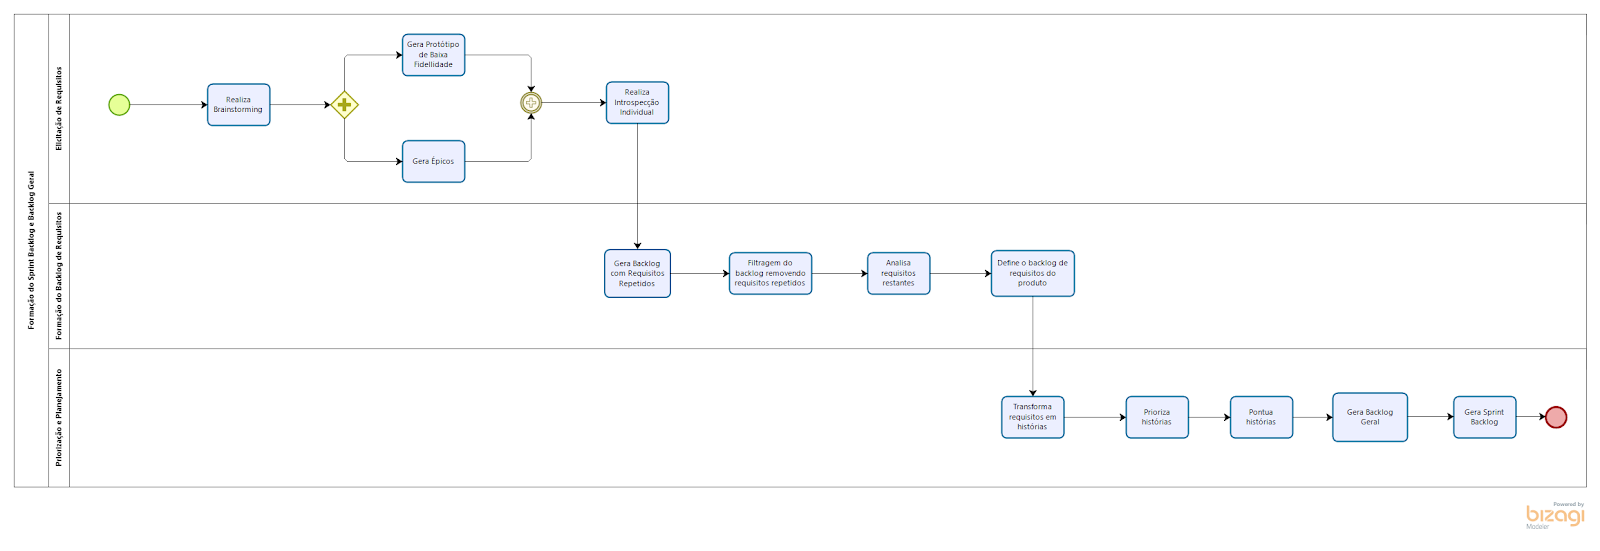 Formação do Sprint Backlog e Backlog Geral
Elicitação de Requisitos
Realiza
Brainstorming
Gera Protótipo
de Baixa
Fidellidade
Gera Épicos
Realiza
Introspecção
Individual
Formação do Backlog de Requisitos
Gera Backlog
com Requisitos
Repetidos
Filtragem do
backlog removendo
requisitos repetidos
Analisa
requisitos
restantes
Define o backlog de
requisitos do
produto
Priorização e Planejamento
Transforma
requisitos em
histórias
Prioriza
histórias
Pontua
histórias
Gera Backlog
Geral
Gera Sprint
Backlog
Powered by
bizagi
Modeler